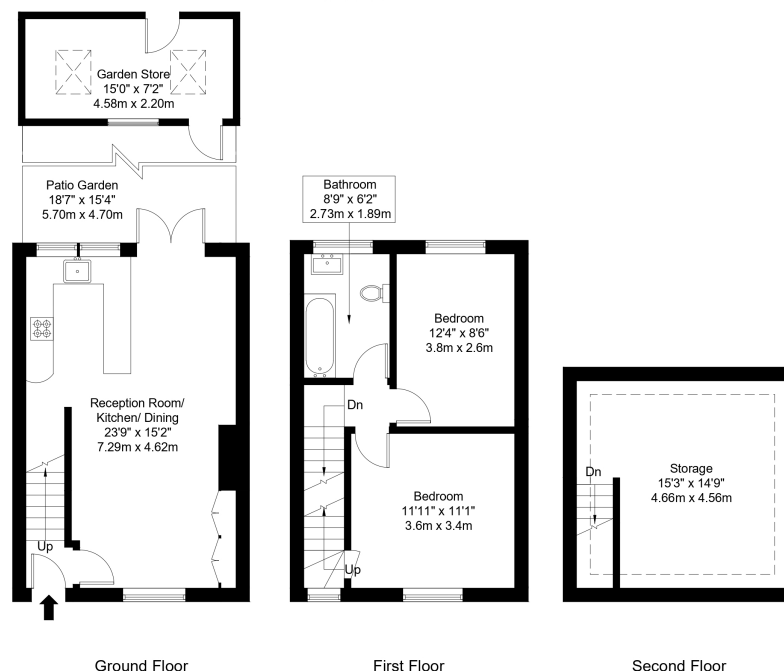 Garden Store
15'0" x 7'2"
4.58m x 2.20m
Patio Garden
18'7" x 15'4"
5.70m x 4.70m
Reception Room/
Kitchen/ Dining
23'9" x 15'2"
7.29m x 4.62m
Up
Ground Floor
Bathroom
8'9" x 6'2"
2.73m x 1.89m
Bedroom
12'4" x 8'6"
3.8m x 2.6m
Dn
Bedroom
11'11" x 11'1"
3.6m x 3.4m
Up
First Floor
Dn
Storage
15'3" x 14'9"
4.66m x 4.56m
Second Floor